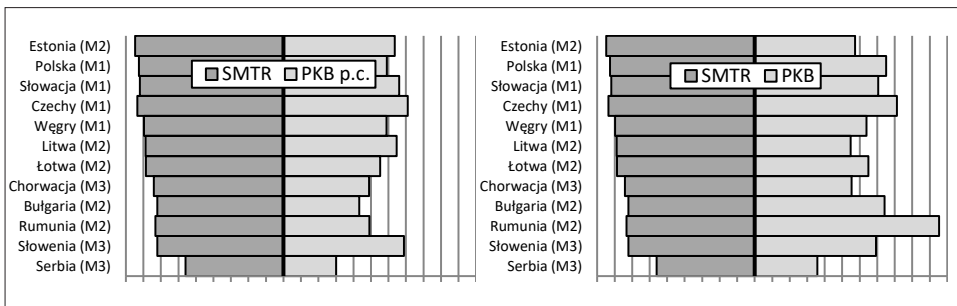 Estonia (M2)
Polska (M1)
Słowacja (M1)
Czechy (M1)
Węgry (M1)
Litwa (M2)
Łotwa (M2)
Chorwacja (M3)
Bułgaria (M2)
Rumunia (M2)
Słowenia (M3)
Serbia (M3)
SMTR PKB p.c.
Estonia (M2)
Polska (M1)
Słowacja (M1)
Czechy (M1)
Węgry (M1)
Litwa (M2)
Łotwa (M2)
Chorwacja (M3)
Bułgaria (M2)
Rumunia (M2)
Słowenia (M3)
Serbia (M3)
SMTR PKB